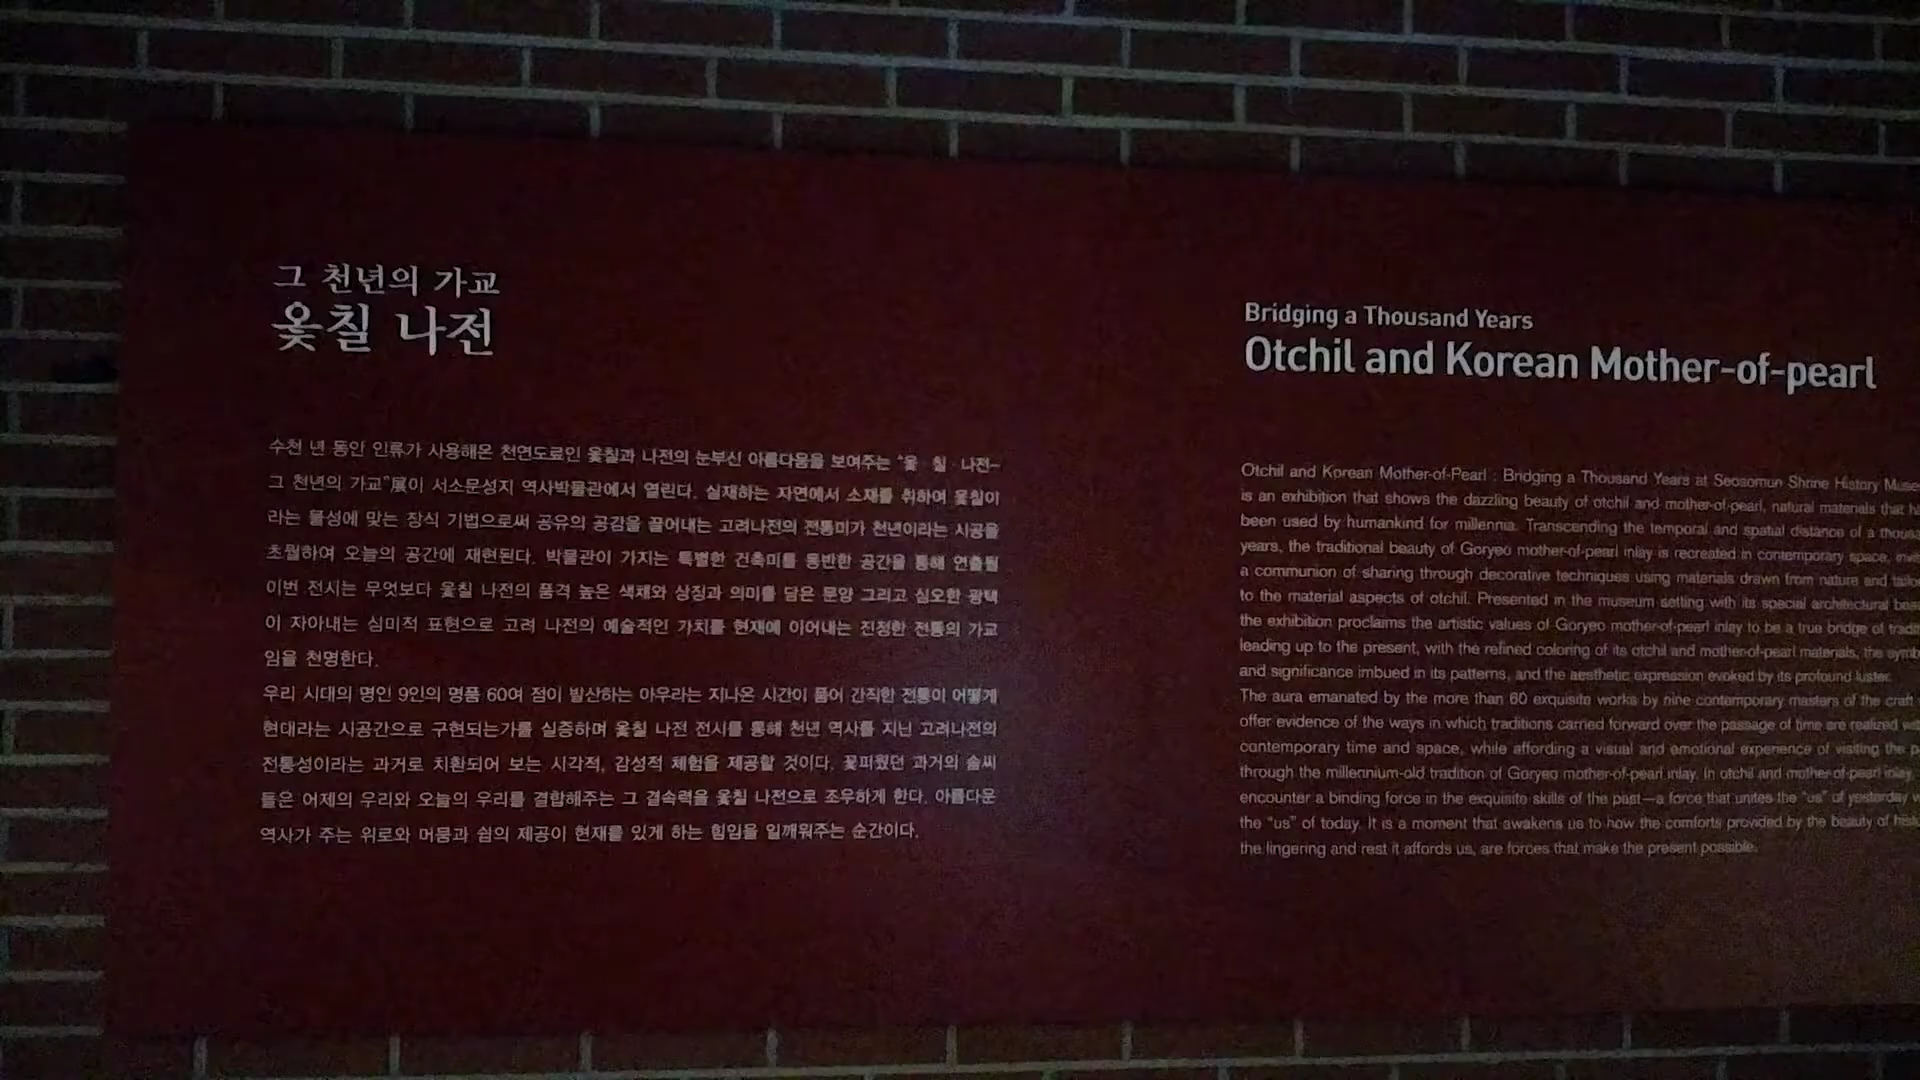 그 천년의 가교
옻칠 나전
수천 년 동안 인류가 사용해온 천연도료인 옻칠과 나전의 눈부신 아름다움을 보여주는 “옻 칠 · 나전–
그 천년의 가교”展이 서소문성지 역사박물관에서 열린다. 실재하는 자연에서 소재를 취하여 옻칠이
라는 물성에 맞는 장식 기법으로써 공유의 공감을 끌어내는 고려나전의 전통미가 천년이라는 시공을
초월하여 오늘의 공간에 재현된다. 박물관이 가지는 특별한 건축미를 동반한 공간을 통해 연출될
이번 전시는 무엇보다 옻칠 나전의 품격 높은 색채와 상징과 의미를 담은 문양 그리고 심오한 광택
이 자아내는 심미적 표현으로 고려 나전의 예술적인 가치를 현재에 이어내는 진정한 전통의 가교
임을 천명한다.
우리 시대의 명인 9인의 명품 60여 점이 발산하는 아우라는 지나온 시간이 품어 간직한 전통이 어떻게
현대라는 시공간으로 구현되는가를 실증하며 옻칠 나전 전시를 통해 천년 역사를 지닌 고려나전의
전통성이라는 과거로 치환되어 보는 시각적, 감성적 체험을 제공할 것이다. 꽃피웠던 과거의 솜씨
들은 어제의 우리와 오늘의 우리를 결합해주는 그 결속력을 옻칠 나전으로 조우하게 한다. 아름다운
역사가 주는 위로와 머뭄과 쉼의 제공이 현재를 있게 하는 힘임을 일깨워주는 순간이다.
Bridging a Thousand Years
Otchil and Korean Mother-of-pearl
Otchil and Korean Mother-of-Pearl : Bridging a Thousand Years at Seosomun Shrine History
is an exhibition that shows the dazzling beauty of otchil and mother-of-pearl, natural materials that
been used by humankind for millennia. Transcending the temporal and spatial distance of a
years, the traditional beauty of Goryeo mother-of-pearl inlay is recreated in contemporary space,
a communion of sharing through decorative techniques using materials drawn from nature and
to the material aspects of otchil. Presented in the museum setting with its special architectural
the exhibition proclaims the artistic values of Goryeo mother-of-pearl inlay to be a true bridge of
leading up to the present, with the refined coloring of its otchil and mother-of-pearl materials, the
and significance imbued in its patterns, and the aesthetic expression evoked by its profound luster.
The aura emanated by the more than 60 exquisite works by nine contemporary masters of the craft
offer evidence of the ways in which traditions carried forward over the passage of time are realized
contemporary time and space, while affording a visual and emotional experience of visiting the
through the millennium-old tradition of Goryeo mother-of-pearl inlay. In otchil and mother-of-pearl inlay,
encounter a binding force in the exquisite skills of the past—a force that unites the “us” of yesterday
the “us” of today. It is a moment that awakens us to how the comforts provided by the beauty of
the lingering and rest it affords us, are forces that make the present possible.